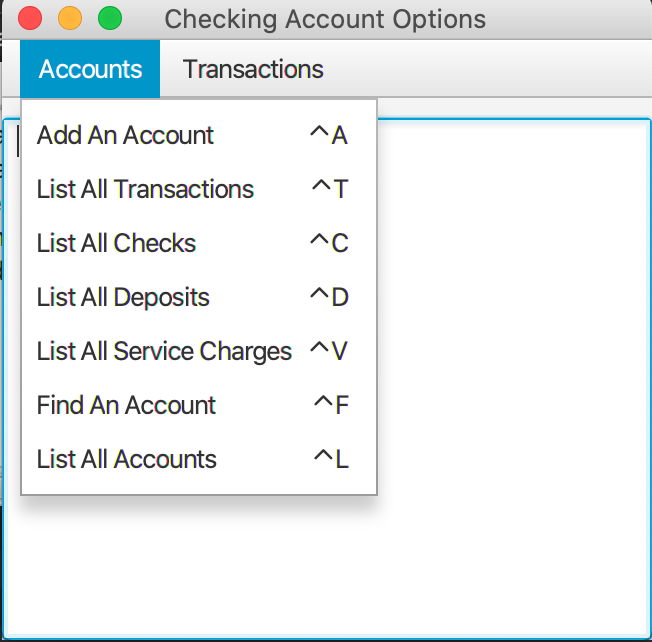 Checking Account Options
Accounts Transactions
Add An Account ^A
List All Transactions ^T
List All Checks ^C
List All Deposits ^D
List All Service Charges ^V
Find An Account ^F
List All Accounts ^L